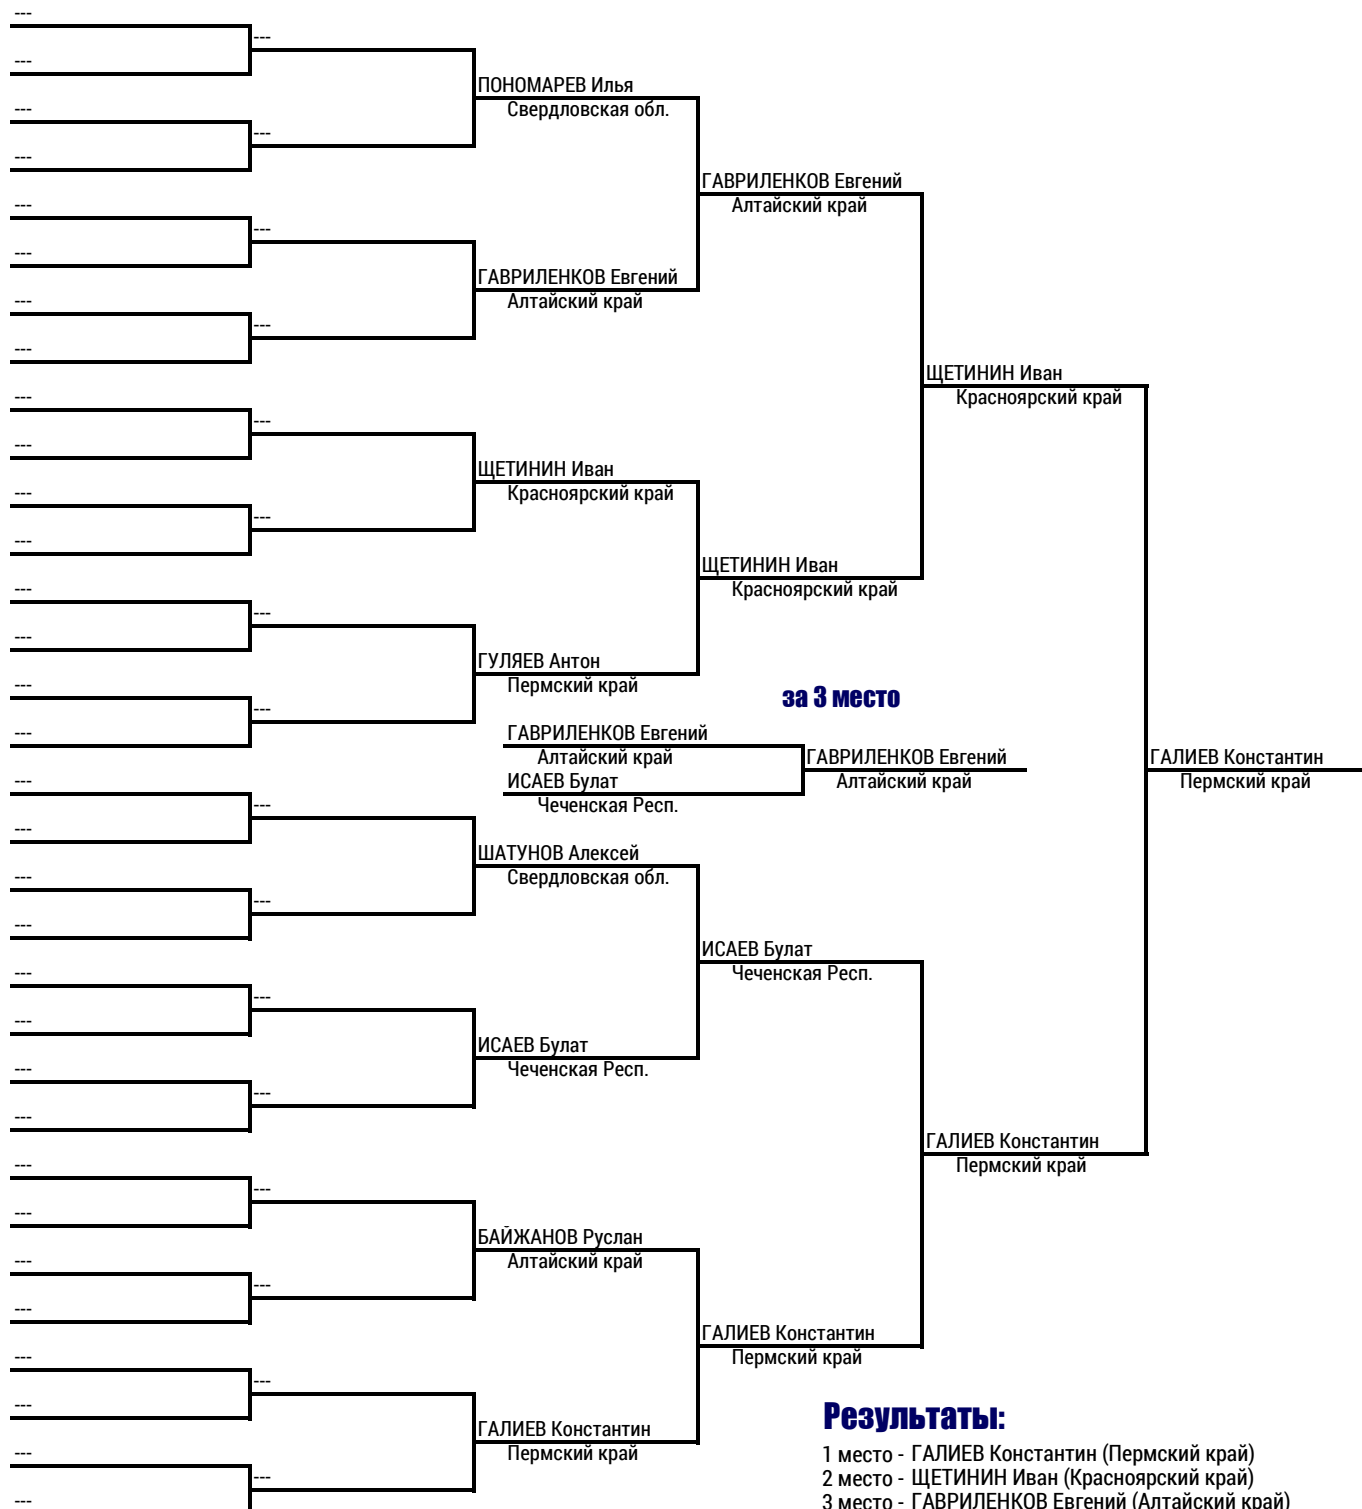 ---
---
---
---
---
---
ПОНОМАРЕВ Илья
Свердловская обл.
---
---
---
---
---
---
ГАВРИЛЕНКОВ Евгений
Алтайский край
ГАВРИЛЕНКОВ Евгений
Алтайский край
---
---
---
---
---
---
ЩЕТИНИН Иван
Красноярский край
---
---
---
---
---
---
ГУЛЯЕВ Антон
Пермский край
ЩЕТИНИН Иван
Красноярский край
ЩЕТИНИН Иван
Красноярский край
за 3 место
ГАВРИЛЕНКОВ Евгений
Алтайский край
ИСАЕВ Булат
Чеченская Респ.
ГАВРИЛЕНКОВ Евгений
Алтайский край
ГАЛИЕВ Константин
Пермский край
---
---
---
---
---
---
ШАТУНОВ Алексей
Свердловская обл.
---
---
---
---
---
---
ИСАЕВ Булат
Чеченская Респ.
ИСАЕВ Булат
Чеченская Респ.
---
---
---
---
---
---
БАЙЖАНОВ Руслан
Алтайский край
---
---
---
---
---
---
ГАЛИЕВ Константин
Пермский край
ГАЛИЕВ Константин
Пермский край
ГАЛИЕВ Константин
Пермский край
Результаты:
1 место - ГАЛИЕВ Константин (Пермский край)
2 место - ЩЕТИНИН Иван (Красноярский край)
3 место - ГАВРИЛЕНКОВ Евгений (Алтайский край)